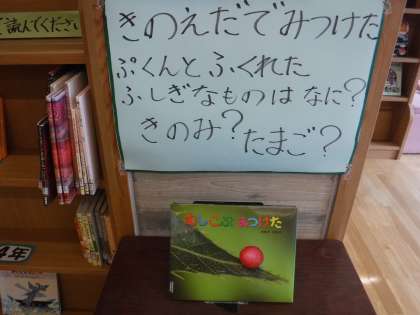 て読んでください
きのえだでみつけた
ぷくんとふくれた
ふしぎなものは なに？
きのみ？たまご？
むしこぶみつけた
4年